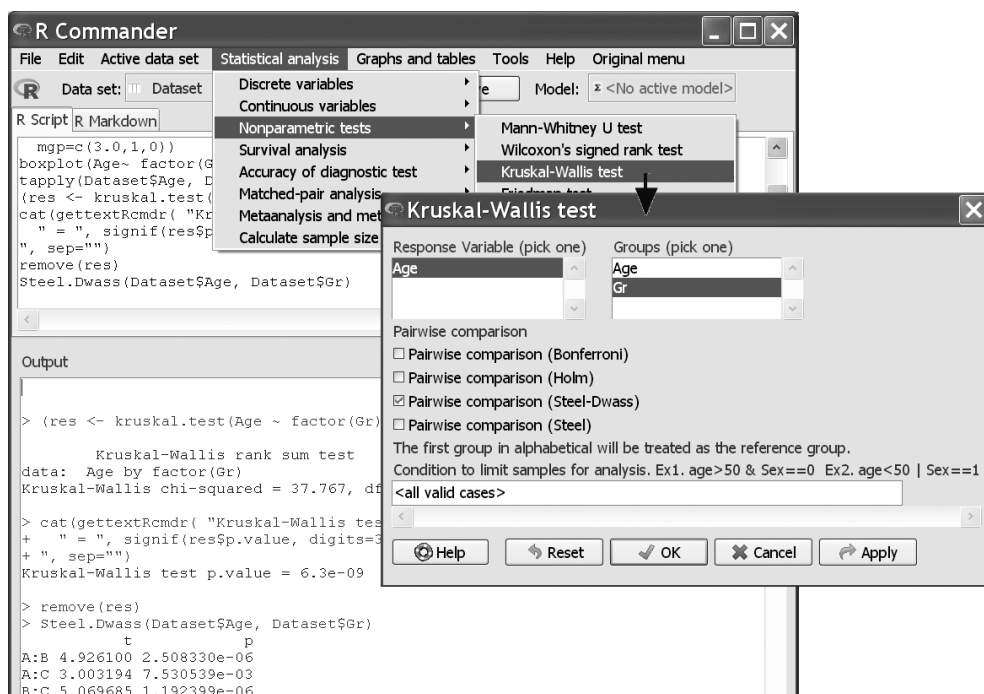 R Commander
File Edit Active data set Statistical analysis Graphs and tables Tools Help Original menu
Data set: Dataset Model: Σ <No active model>
R Script R Markdown
Discrete variables
Continuous variables
Nonparametric tests
Survival analysis
Accuracy of diagnostic test
Matched-pair analysis
Metaanalysis and met
Calculate sample size
Mann-Whitney U test
Wilcoxon's signed rank test
Kruskal-Wallis test
Friedman test
mgp=c(3.0,1,0))
boxplot(Age~ factor(G
tapply(Dataset$Age, D
(res <- kruskal.test(
cat(gettextRcmdr( "Kr
" = ", signif(res$p
", sep="")
remove(res)
Steel.Dwass(Dataset$Age, Dataset$Gr)
Kruskal-Wallis test
Response Variable (pick one) Groups (pick one)
Age Age
Gr
Pairwise comparison
Pairwise comparison (Bonferroni)
Pairwise comparison (Holm)
Pairwise comparison (Steel-Dwass)
Pairwise comparison (Steel)
The first group in alphabetical will be treated as the reference group.
Condition to limit samples for analysis. Ex1. age>50 & Sex==0 Ex2. age<50 | Sex==1
<all valid cases>
Help Reset OK Cancel Apply
Output
> (res <- kruskal.test(Age ~ factor(Gr)
Kruskal-Wallis rank sum test
data: Age by factor(Gr)
Kruskal-Wallis chi-squared = 37.767, df
> cat(gettextRcmdr( "Kruskal-Wallis tes
+ " = ", signif(res$p.value, digits=3
+ ", sep="")
Kruskal-Wallis test p.value = 6.3e-09
> remove(res)
> Steel.Dwass(Dataset$Age, Dataset$Gr)
t p
A:B 4.926100 2.508330e-06
A:C 3.003194 7.530539e-03
B:C 5.069685 1.192399e-06